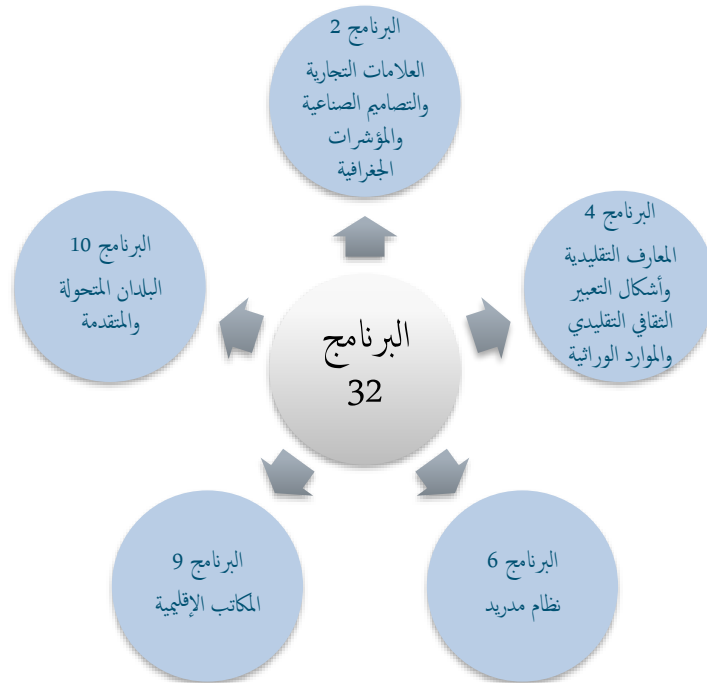 البرنامج 2
العلامات التجارية
والتصاميم الصناعية
والمؤشرات
الجغرافية
البرنامج 4
المعارف التقليدية
وأشكال التعبير
الثقافي التقليدي
والموارد الوراثية
البرنامج 10
البلدان المتحولة
والمتقدمة
البرنامج
32
البرنامج 9
المكاتب الإقليمية
البرنامج 6
نظام مدريد